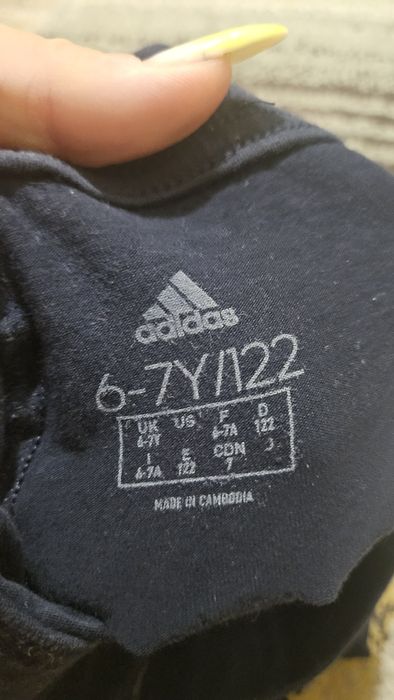 adidas
6-7Y/122
UK US F D
6-7Y 6-7A 122
I E CDN J
6-7A 122 7
MADE IN CAMBODIA